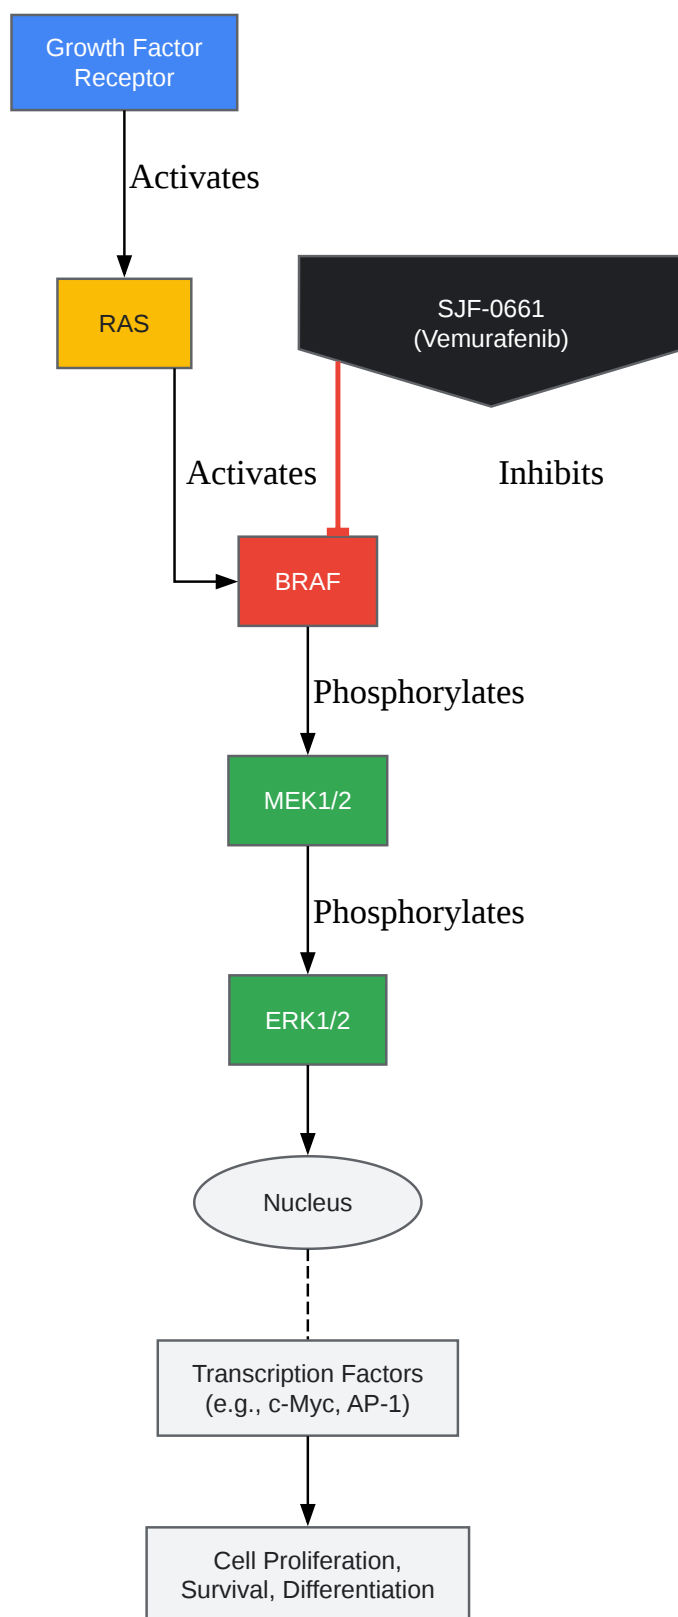 Growth Factor
Receptor
Activates
RAS
SJF-0661
(Vemurafenib)
Activates
Inhibits
BRAF
Phosphorylates
MEK1/2
Phosphorylates
ERK1/2
Nucleus
Transcription Factors
(e.g., c-Myc, AP-1)
Cell Proliferation,
Survival, Differentiation